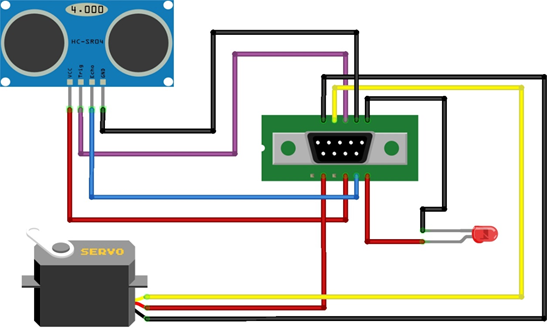 4.000
HC-SR04
VCC
Trig
Echo
GND
SERVO